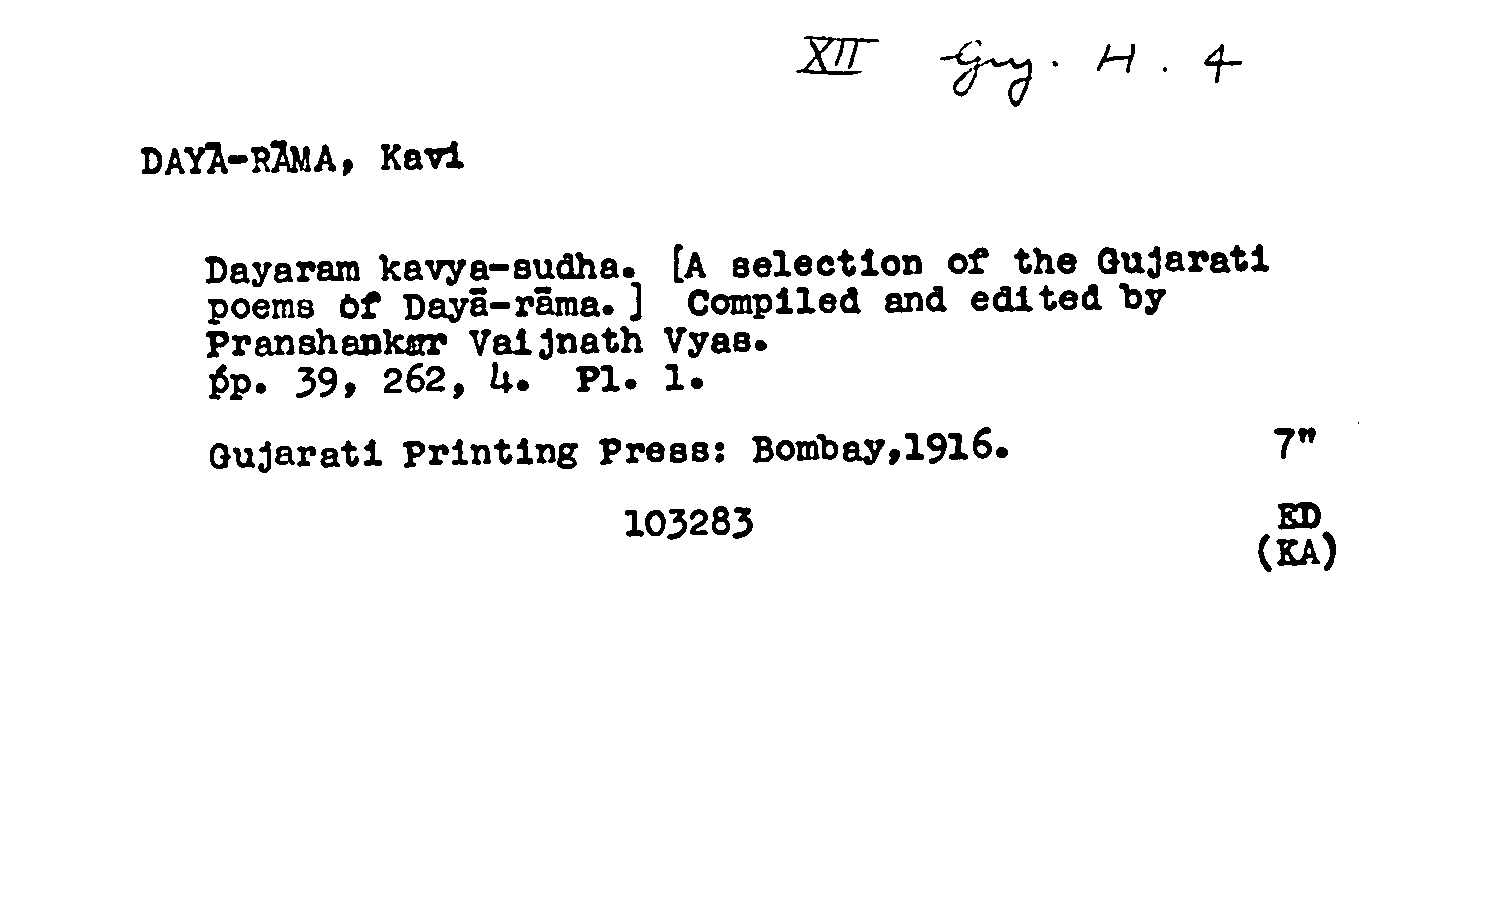 XII Guj. H. 4
DAYĀ-RĀMA, Kavi
Dayaram kavya-sudha. [A selection of the Gujarati
poems of Dayā-rāma.] Compiled and edited by
Pranshankar Vaijnath Vyas.
pp. 39, 262, 4. Pl. 1.
Gujarati Printing Press: Bombay,1916. 7"
103283 ED
(KA)